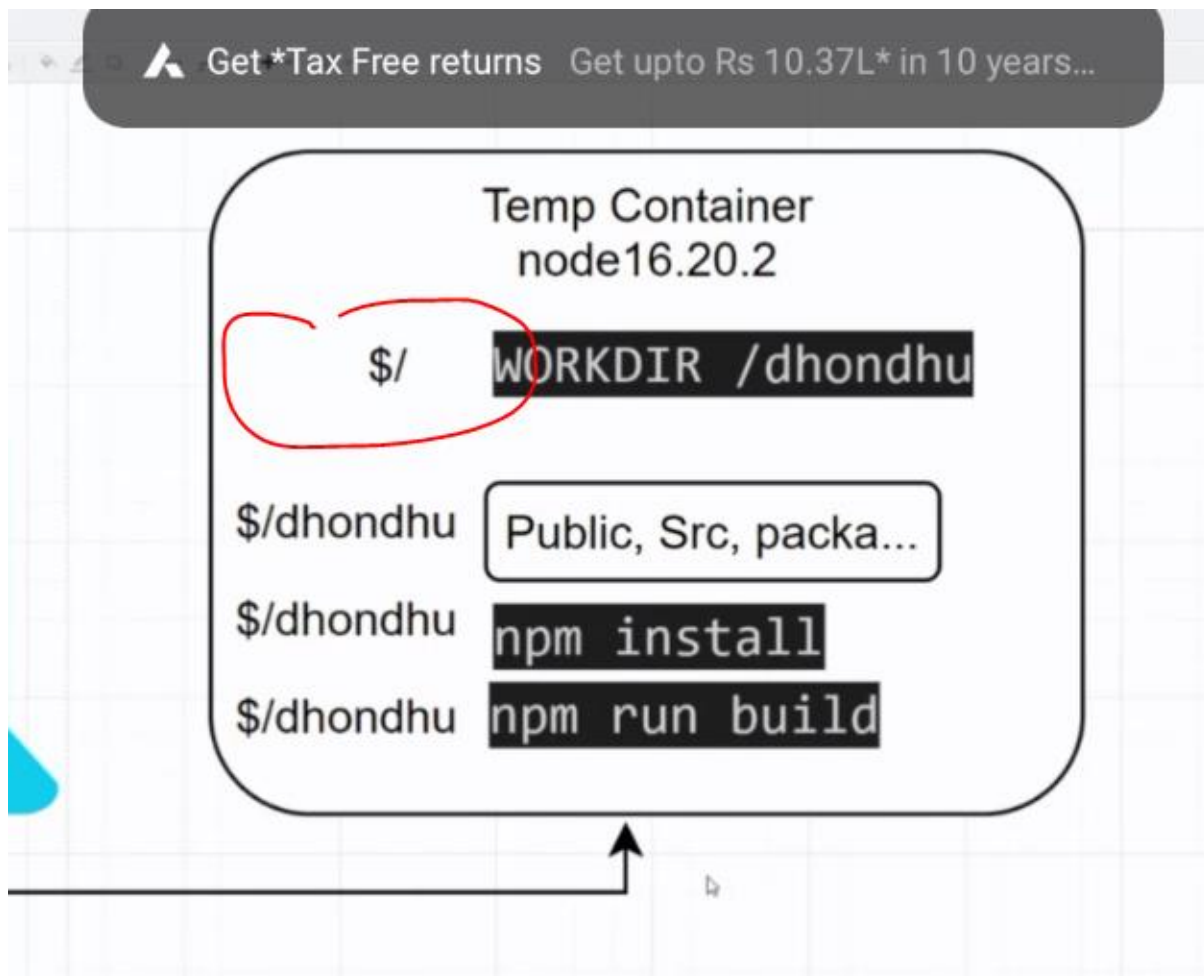 Get *Tax Free returns Get upto Rs 10.37L* in 10 years...
Temp Container
node16.20.2
$/ WORKDIR /dhondhu
$/dhondhu Public, Src, packa...
$/dhondhu npm install
$/dhondhu npm run build